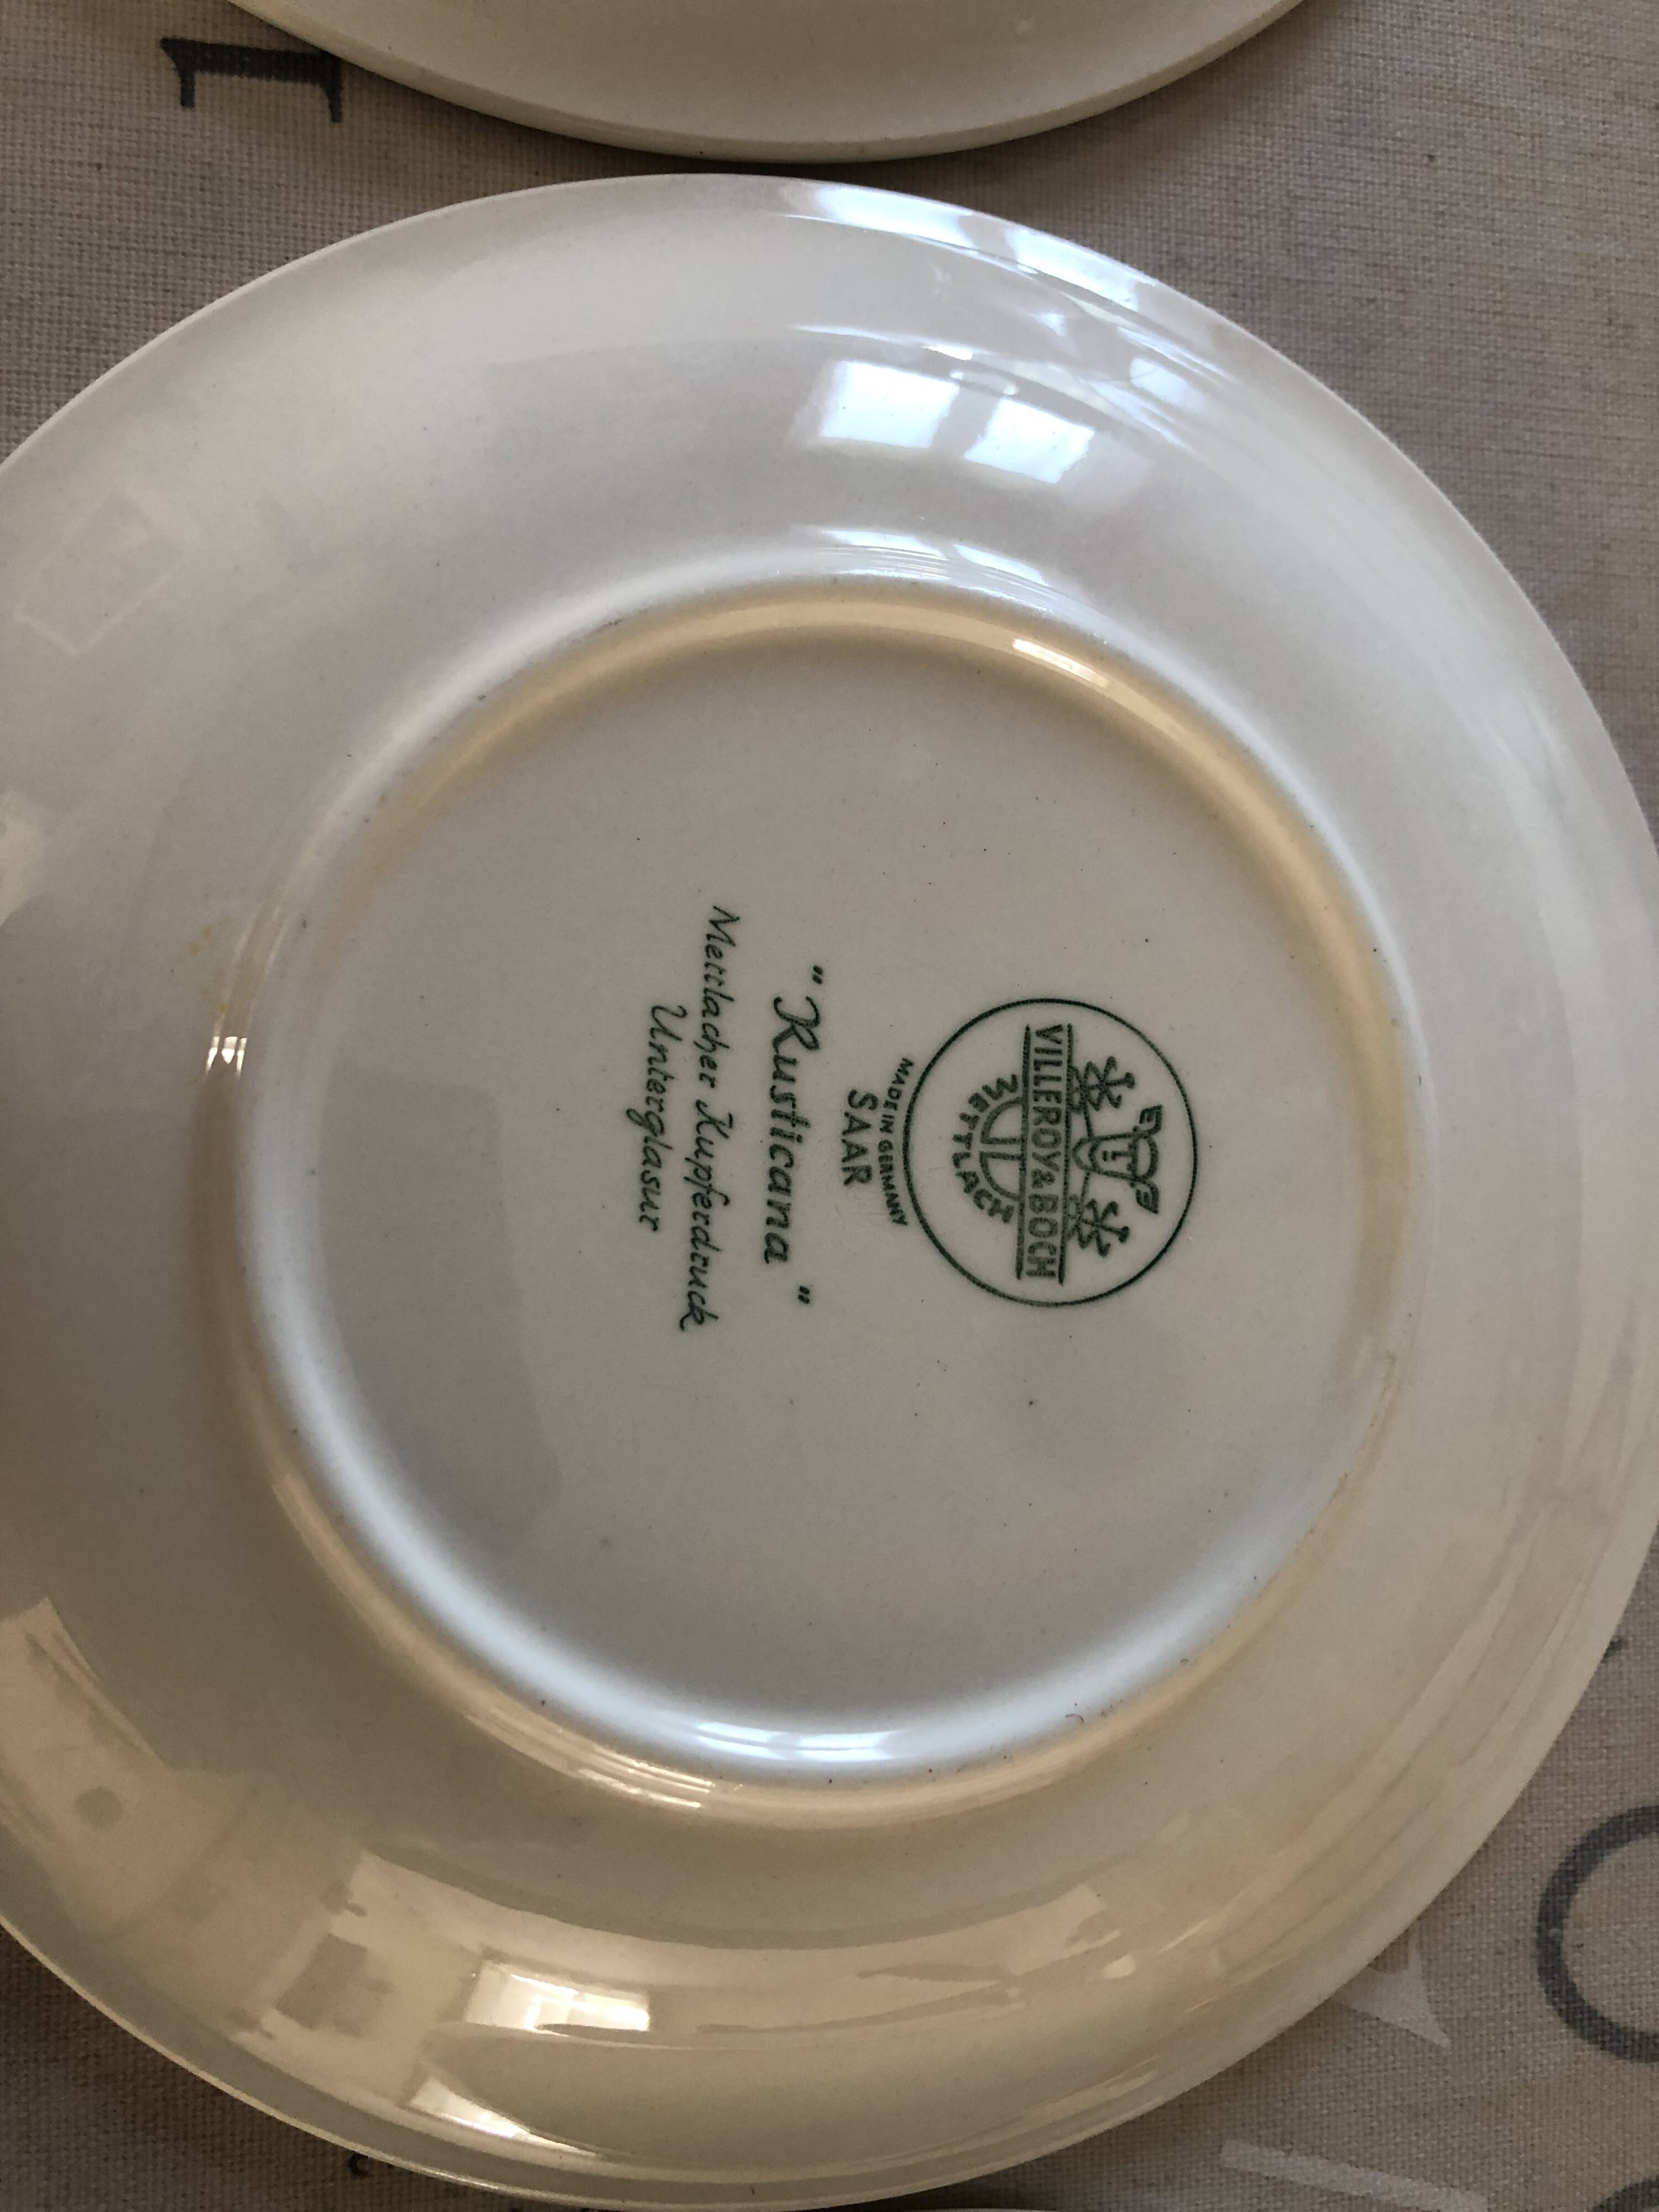 VILLEROY & BOCH
METTLACH
MADE IN GERMANY
SAAR
"Rusticana"
Mettlacher Kupferdruck
Unterglasur